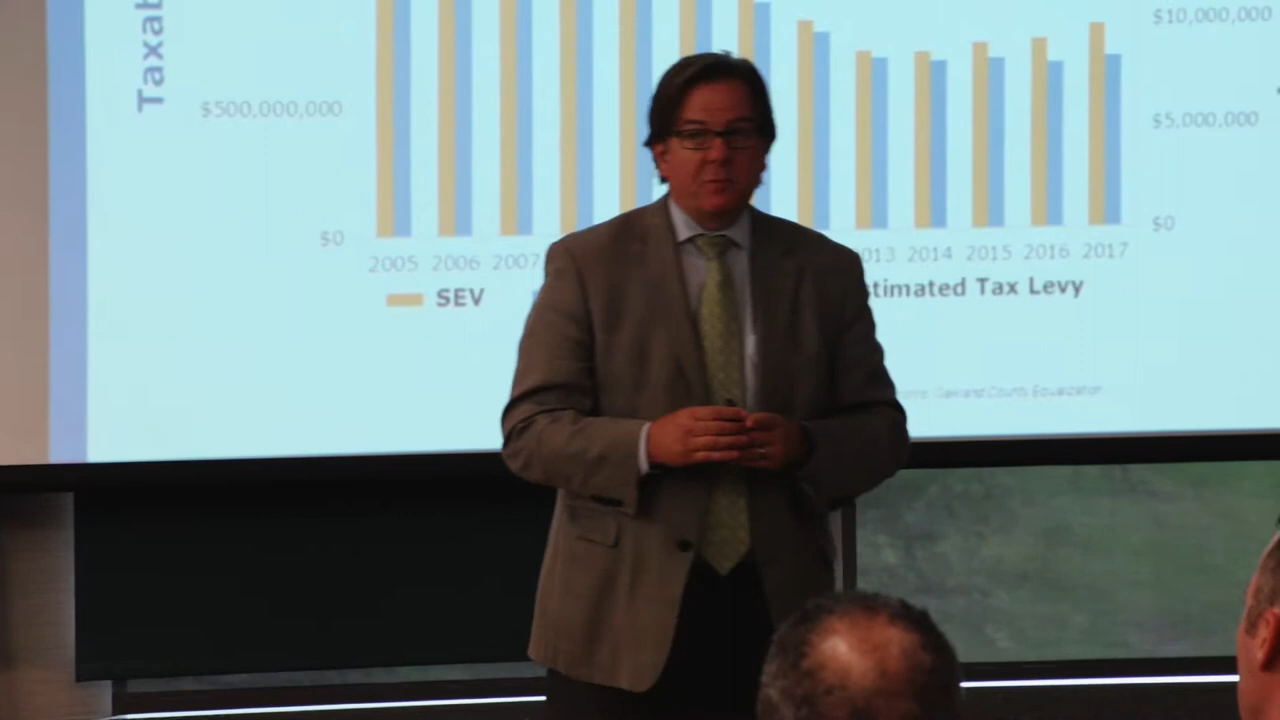 Taxab
$10,000,000
$500,000,000
$5,000,000
$0
$0
2005 2006 2007 013 2014 2015 2016 2017
SEV
stimated Tax Levy
Oakland County Equalization